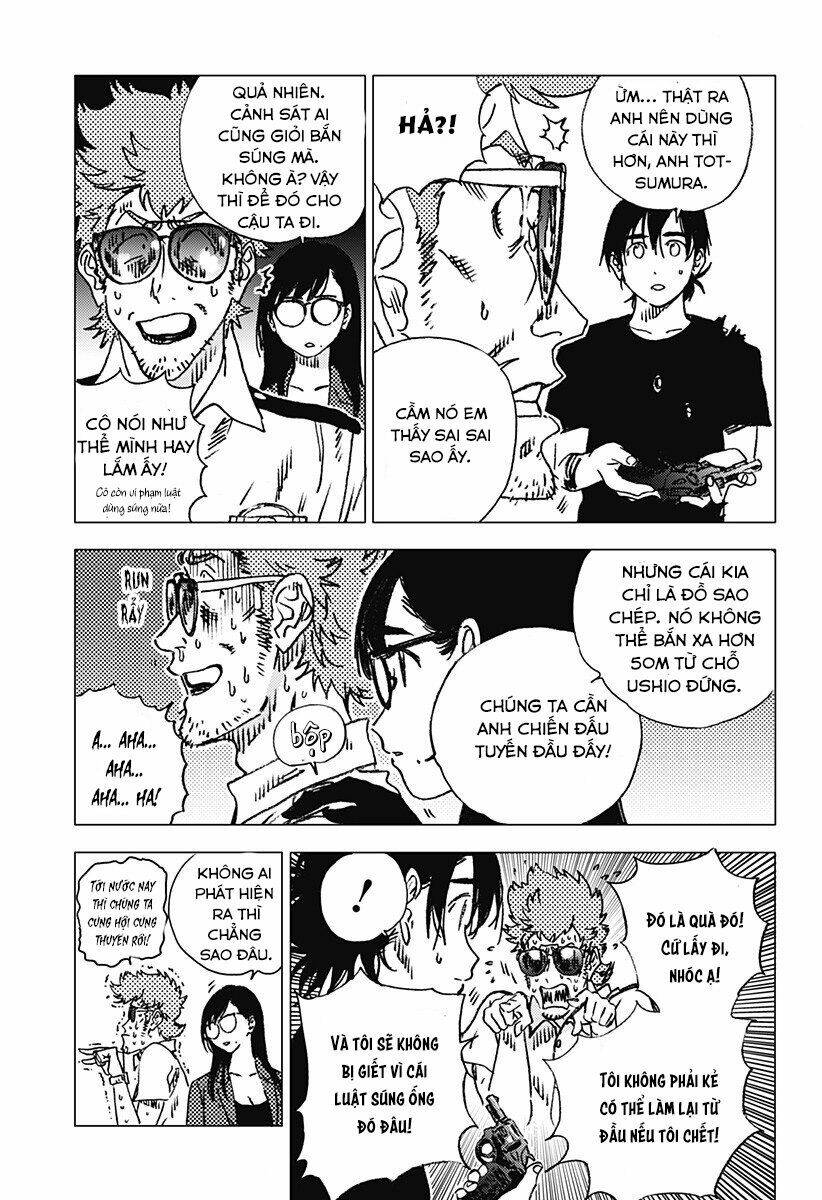 ỪM... THẬT RA
ANH NÊN DÙNG
CÁI NÀY THÌ
HƠN, ANH TOT-
SUMURA.
HẢ?!
CẦM NÓ EM
THẤY SAI SAI
SAO ẤY.
QUẢ NHIÊN.
CẢNH SÁT AI
CŨNG GIỎI BẮN
SÚNG MÀ.
KHÔNG À? VẬY
THÌ ĐỂ ĐÓ CHO
CẬU TA ĐI.
CÔ NÓI NHƯ
THỂ MÌNH HAY
LẮM ẤY!
Cô còn vi phạm luật
dùng súng nữa!
NHƯNG CÁI KIA
CHỈ LÀ ĐỒ SAO
CHÉP. NÓ KHÔNG
THỂ BẮN XA HƠN
50M TỪ CHỖ
USHIO ĐỨNG.
CHÚNG TA CẦN
ANH CHIẾN ĐẤU
TUYẾN ĐẦU ĐẤY!
bộp
RUN
RẨY
A... AHA...
AHA...
AHA... HA!
ĐÓ LÀ QUÀ ĐÓ!
CỨ LẤY ĐI,
NHÓC Ạ!
TÔI KHÔNG PHẢI KẺ
CÓ THỂ LÀM LẠI TỪ
ĐẦU NẾU TÔI CHẾT!
!
VÀ TÔI SẼ KHÔNG
BỊ GIẾT VÌ CÁI
LUẬT SÚNG ỐNG
ĐÓ ĐÂU!
KHÔNG AI
PHÁT HIỆN
RA THÌ
CHẲNG
SAO ĐÂU.
TỚI NƯỚC NÀY
THÌ CHÚNG TA
CÙNG HỘI CÙNG
THUYỀN RỒI!